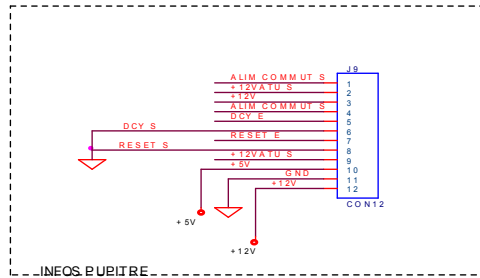 J9
ALIM COMMUT S 1
+12VATU S 2
+12V 3
ALIM COMMUT S 4
DCY E 5
DCY S 6
RESET E 7
RESET S 8
+12VATU S 9
+5V 10
GND 11
+12V 12
CON12
+5V
+12V
INEOS PUPITRE